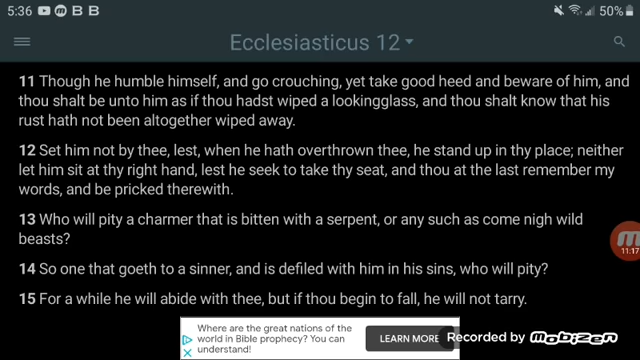 5:36 B B 50%
Ecclesiasticus 12
11 Though he humble himself, and go crouching, yet take good heed and beware of him, and
thou shalt be unto him as if thou hadst wiped a lookingglass, and thou shalt know that his
rust hath not been altogether wiped away.
12 Set him not by thee, lest, when he hath overthrown thee, he stand up in thy place; neither
let him sit at thy right hand, lest he seek to take thy seat, and thou at the last remember my
words, and be pricked therewith.
13 Who will pity a charmer that is bitten with a serpent, or any such as come nigh wild
beasts?
11:17
14 So one that goeth to a sinner, and is defiled with him in his sins, who will pity?
15 For a while he will abide with thee, but if thou begin to fall, he will not tarry.
Where are the great nations of the
world in Bible prophecy? You can
understand!
LEARN MORE
Recorded by Mobizen